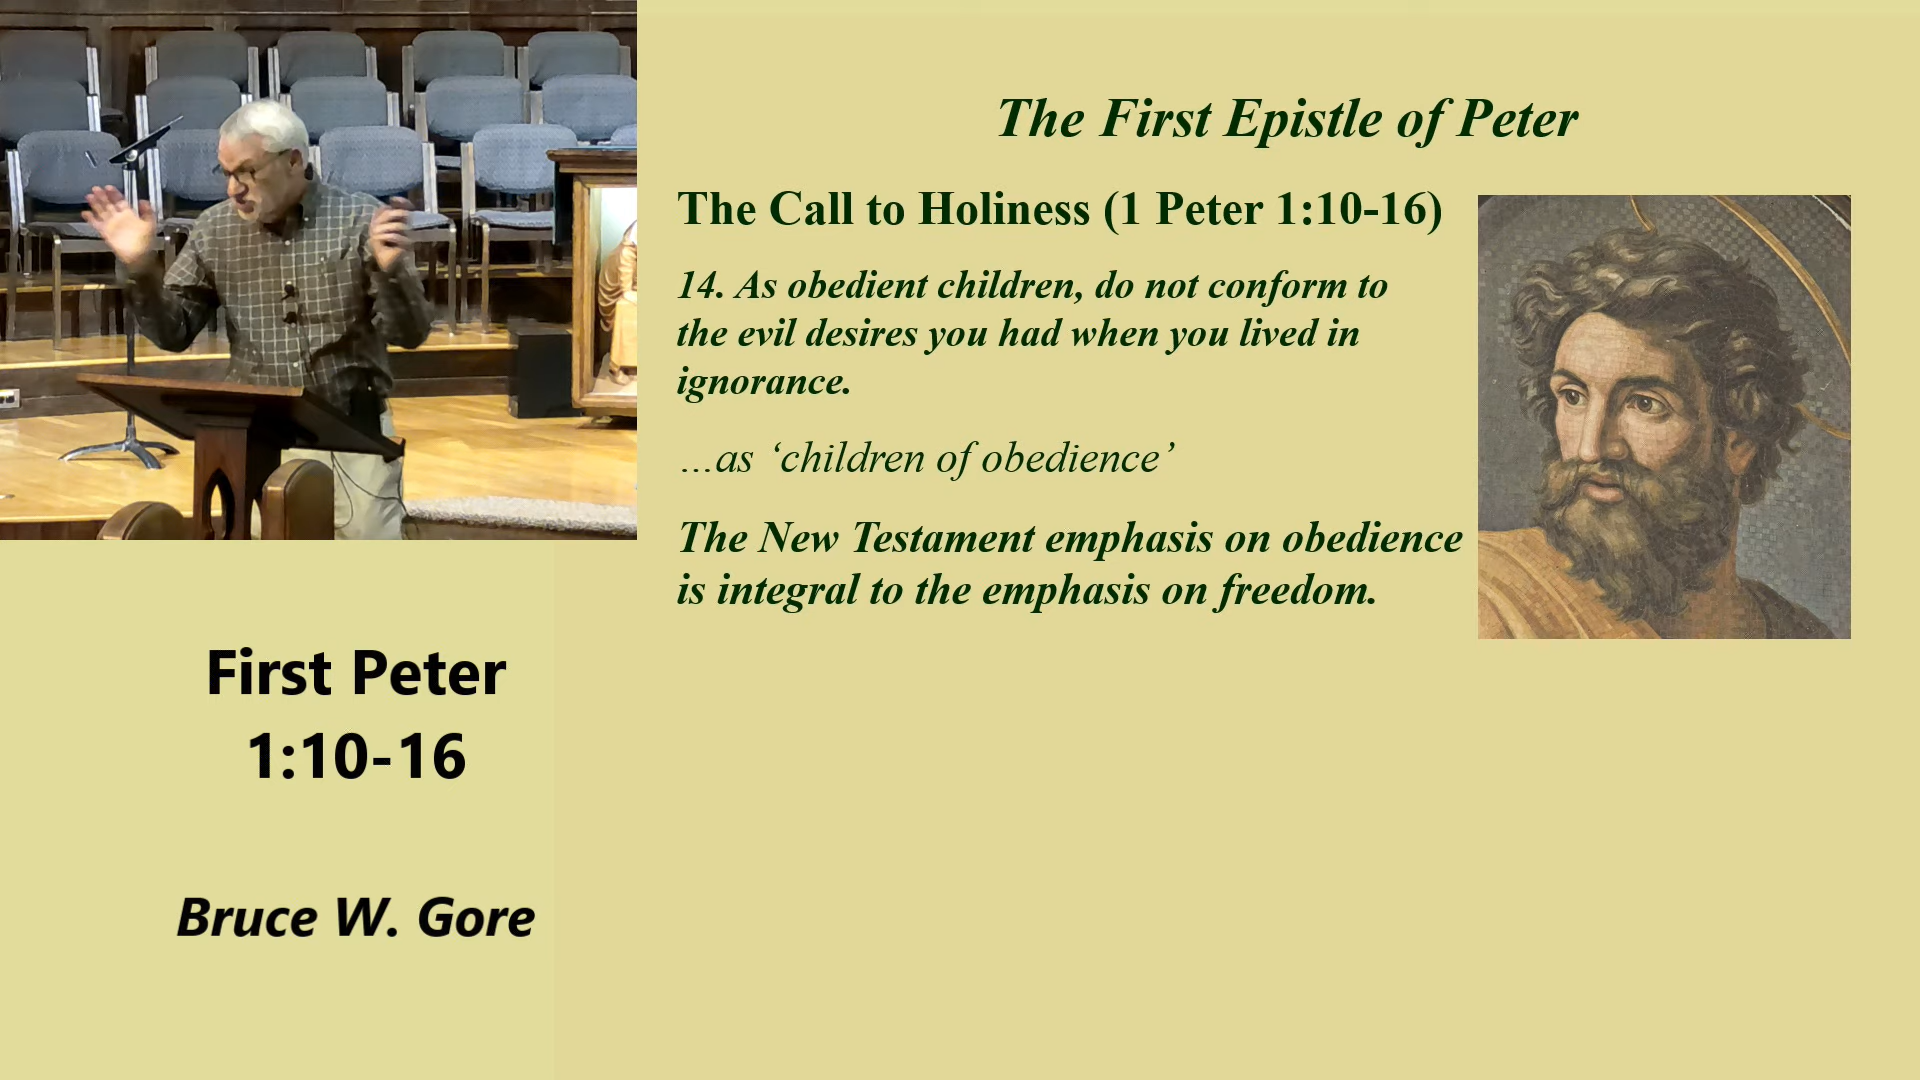 The First Epistle of Peter
The Call to Holiness (1 Peter 1:10-16)
14. As obedient children, do not conform to
the evil desires you had when you lived in
ignorance.
…as ‘children of obedience’
The New Testament emphasis on obedience
is integral to the emphasis on freedom.
First Peter
1:10-16
Bruce W. Gore